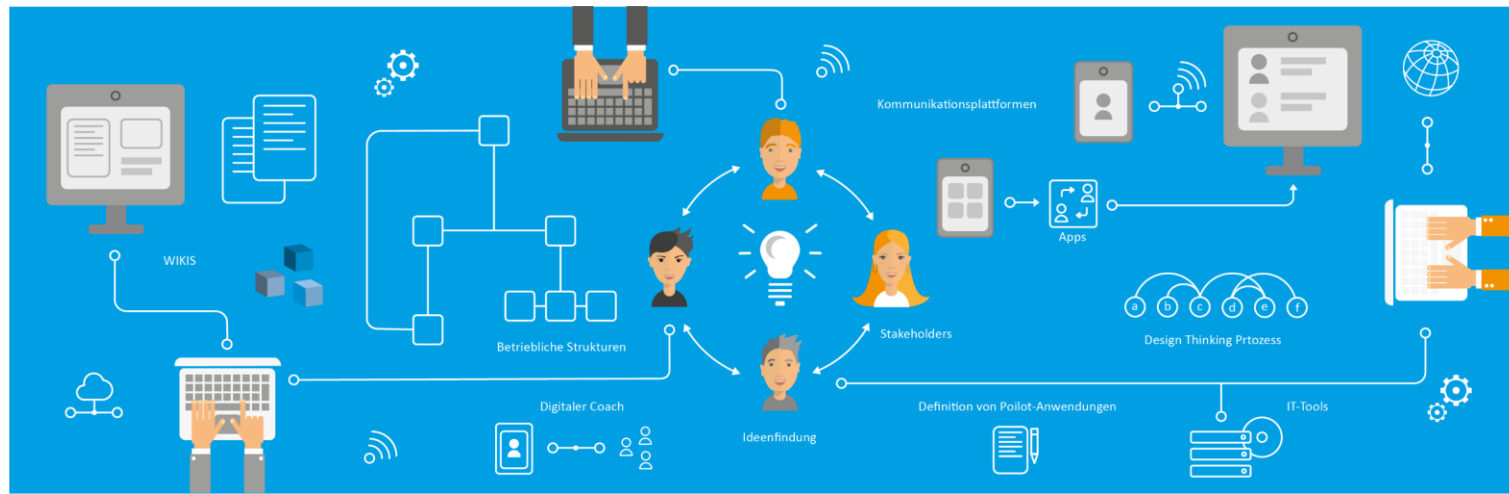 Kommunikationsplattformen
Apps
WIKIS
Stakeholders
a b c d e f
Design Thinking Prtozess
Betriebliche Strukturen
Digitaler Coach
Ideenfindung
Definition von Poilot-Anwendungen
IT-Tools